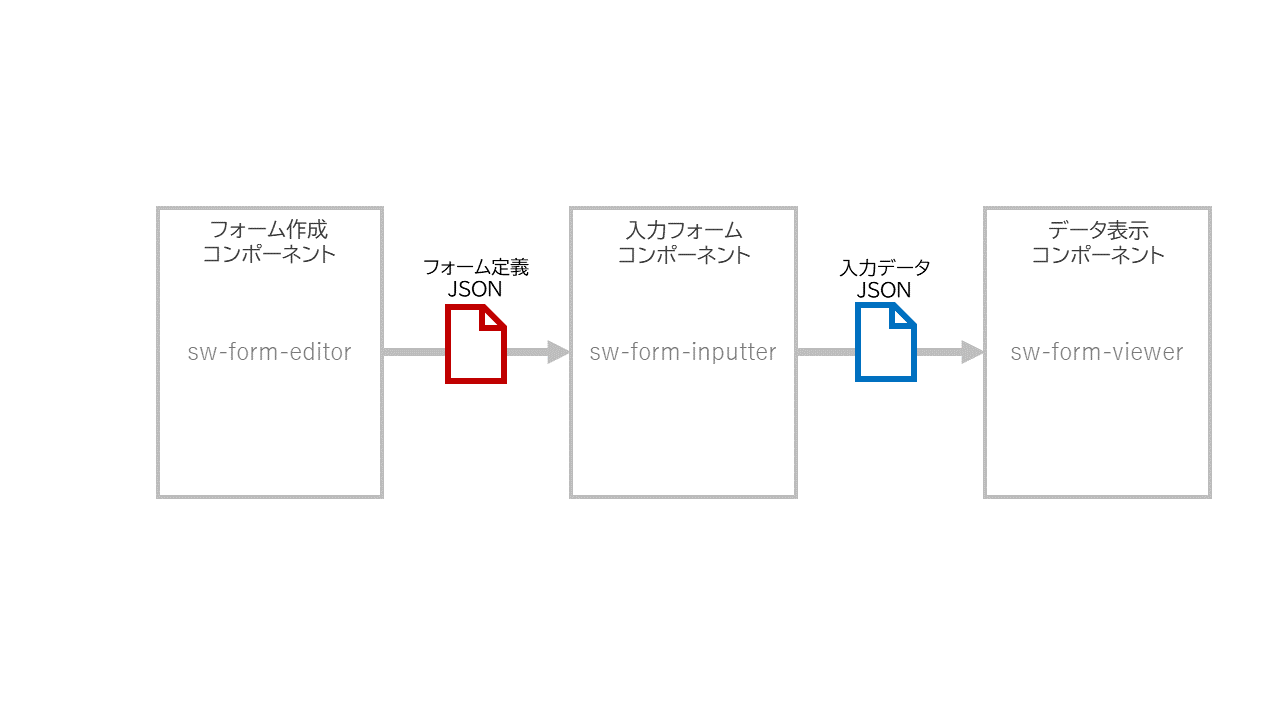 フォーム作成
コンポーネント
sw-form-editor
フォーム定義
JSON
入力フォーム
コンポーネント
sw-form-inputter
入力データ
JSON
データ表示
コンポーネント
sw-form-viewer